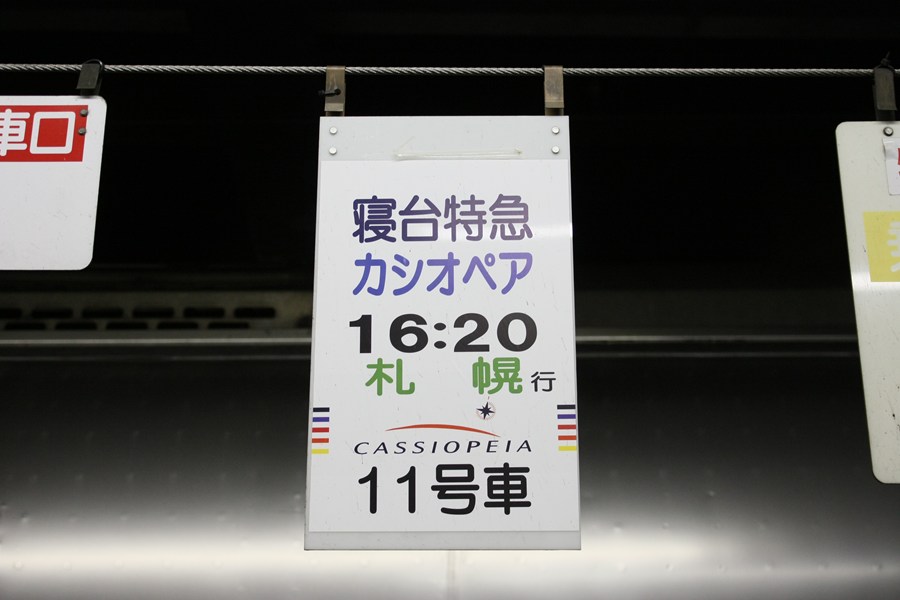 車口
寝台特急
カシオペア
16:20
札幌行
CASSIOPEIA
11号車